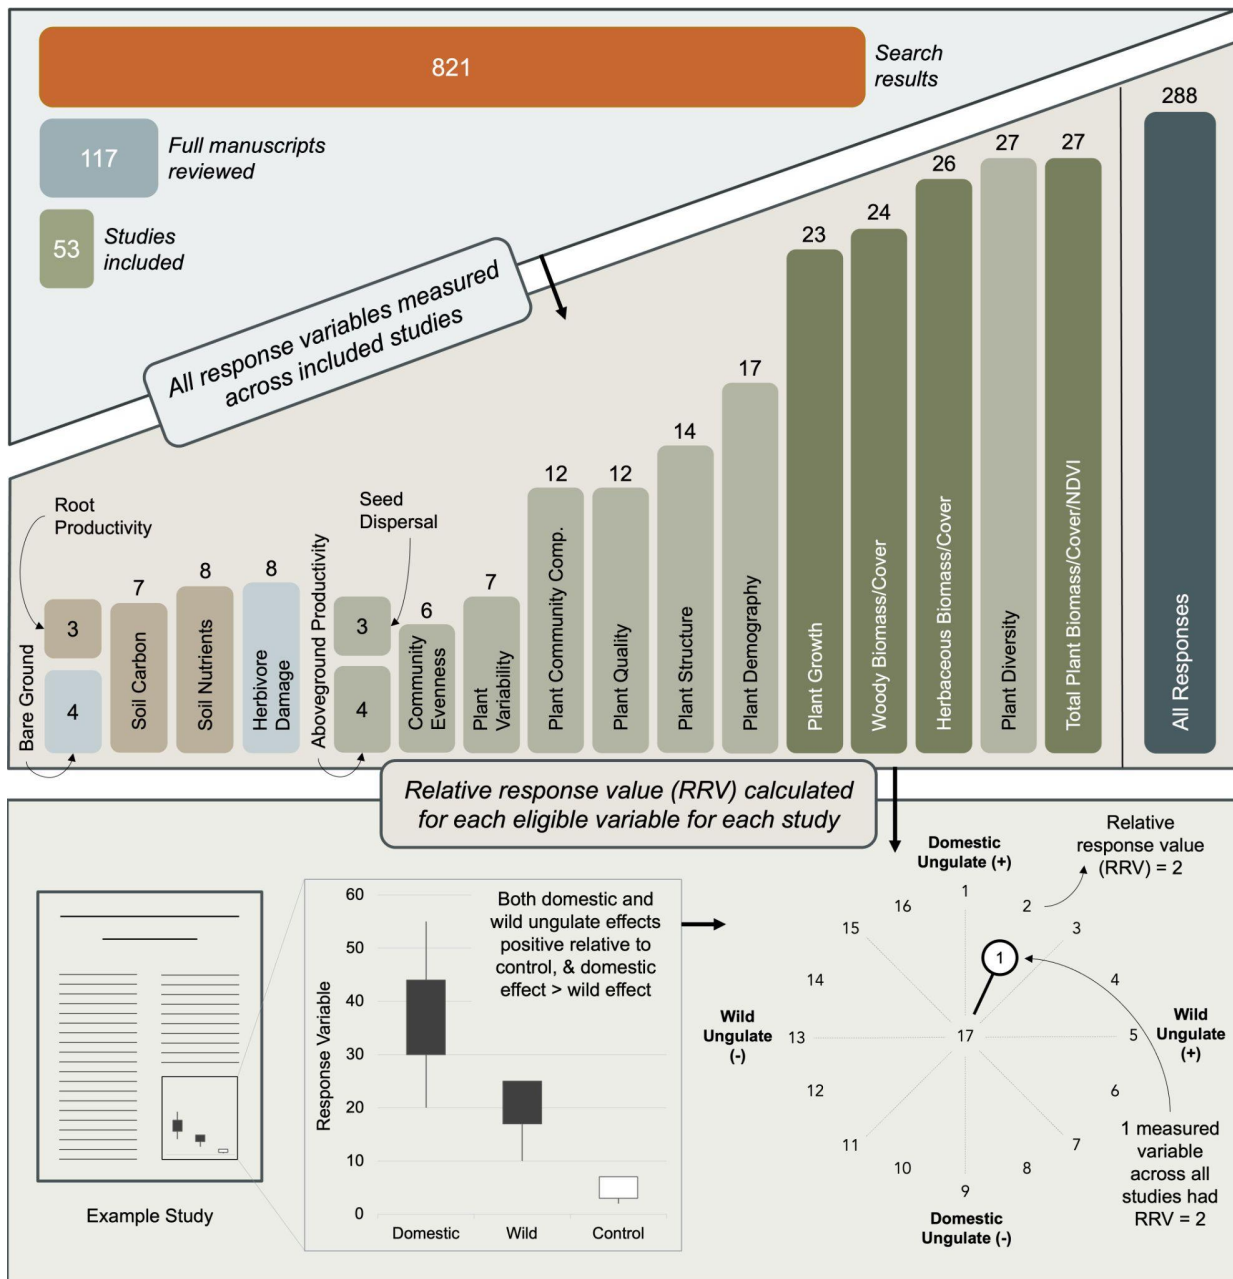 821
Search
results
117
Full manuscripts
reviewed
53
Studies
included
All response variables measured
across included studies
Root
Productivity
3
Bare Ground
4
7
Soil Carbon
8
Soil Nutrients
8
Herbivore
Damage
Seed
Dispersal
3
Aboveground Productivity
4
6
Community
Evenness
7
Plant
Variability
12
Plant Community Comp.
12
Plant Quality
14
Plant Structure
17
Plant Demography
23
Plant Growth
24
Woody Biomass/Cover
26
Herbaceous Biomass/Cover
27
Plant Diversity
27
Total Plant Biomass/Cover/NDVI
288
All Responses
Relative response value (RRV) calculated
for each eligible variable for each study
Example Study
Response Variable
60
50
40
30
20
10
0
Domestic
Wild
Control
Both domestic and
wild ungulate effects
positive relative to
control, & domestic
effect > wild effect
Domestic
Ungulate (+)
1
2
3
4
5
6
7
8
9
10
11
12
13
14
15
16
17
1
Wild
Ungulate
(+)
Domestic
Ungulate (-)
Wild
Ungulate
(-)
Relative
response value
(RRV) = 2
1 measured
variable
across all
studies had
RRV = 2